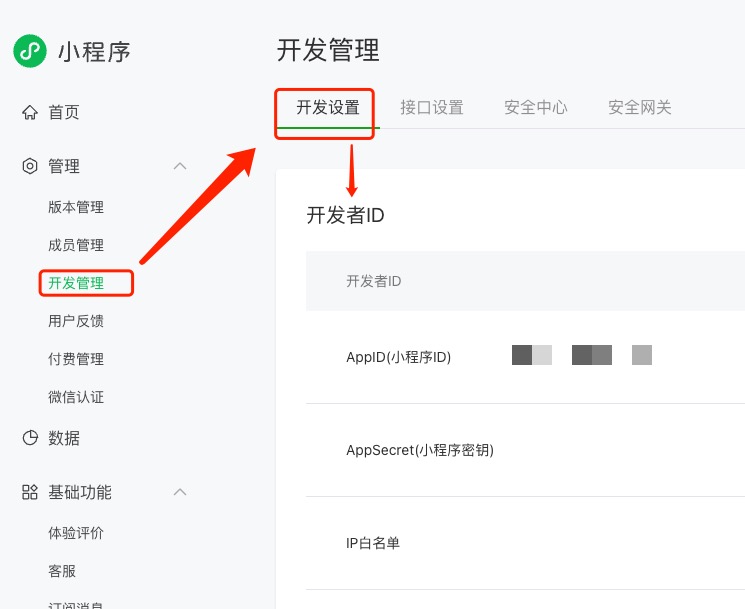 小程序
首页
管理
版本管理
成员管理
开发管理
用户反馈
付费管理
微信认证
数据
基础功能
体验评价
客服
订阅消息
开发管理
开发设置 接口设置 安全中心 安全网关
开发者ID
开发者ID
AppID(小程序ID)
AppSecret(小程序密钥)
IP白名单